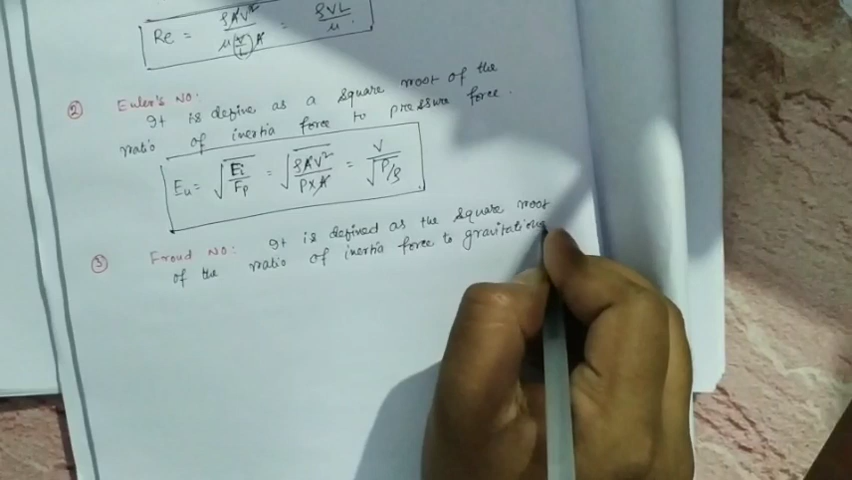 Re = ρAV² / μ(V/L)A = ρVL / μ.
② Euler's NO:
It is define as a square root of the
ratio of inertia force to pressure force.
Eu = √(Fi/Fp) = √(ρAV²/P×A) = V/√(P/ρ)
③ Froud NO: It is defined as the square root
of the ratio of inertia force to gravitationa